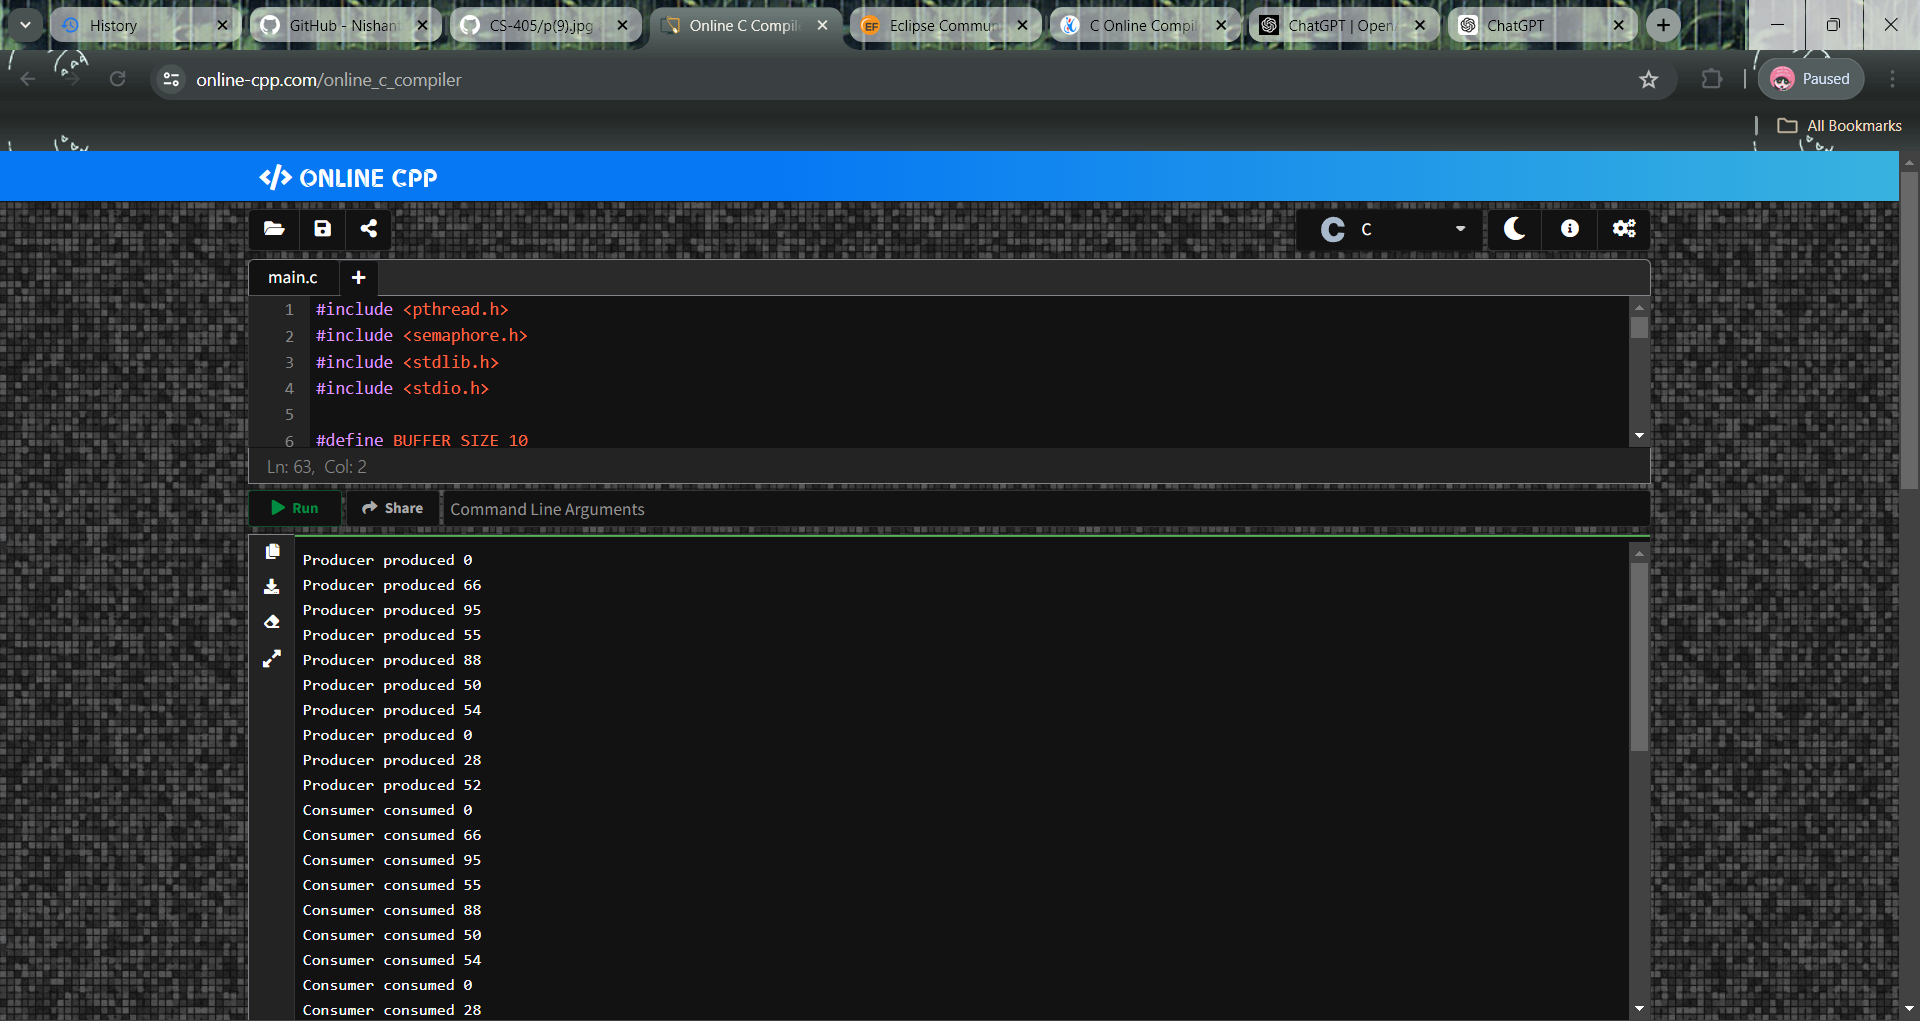 History
GitHub - Nishan
CS-405/p(9).jpg
Online C Compil
Eclipse Commun
C Online Compi
ChatGPT | Open
ChatGPT
online-cpp.com/online_c_compiler
Paused
All Bookmarks
</> ONLINE CPP
C C
main.c +
1 #include <pthread.h>
2 #include <semaphore.h>
3 #include <stdlib.h>
4 #include <stdio.h>
5
6 #define BUFFER SIZE 10
Ln: 63, Col: 2
Run Share Command Line Arguments
Producer produced 0
Producer produced 66
Producer produced 95
Producer produced 55
Producer produced 88
Producer produced 50
Producer produced 54
Producer produced 0
Producer produced 28
Producer produced 52
Consumer consumed 0
Consumer consumed 66
Consumer consumed 95
Consumer consumed 55
Consumer consumed 88
Consumer consumed 50
Consumer consumed 54
Consumer consumed 0
Consumer consumed 28